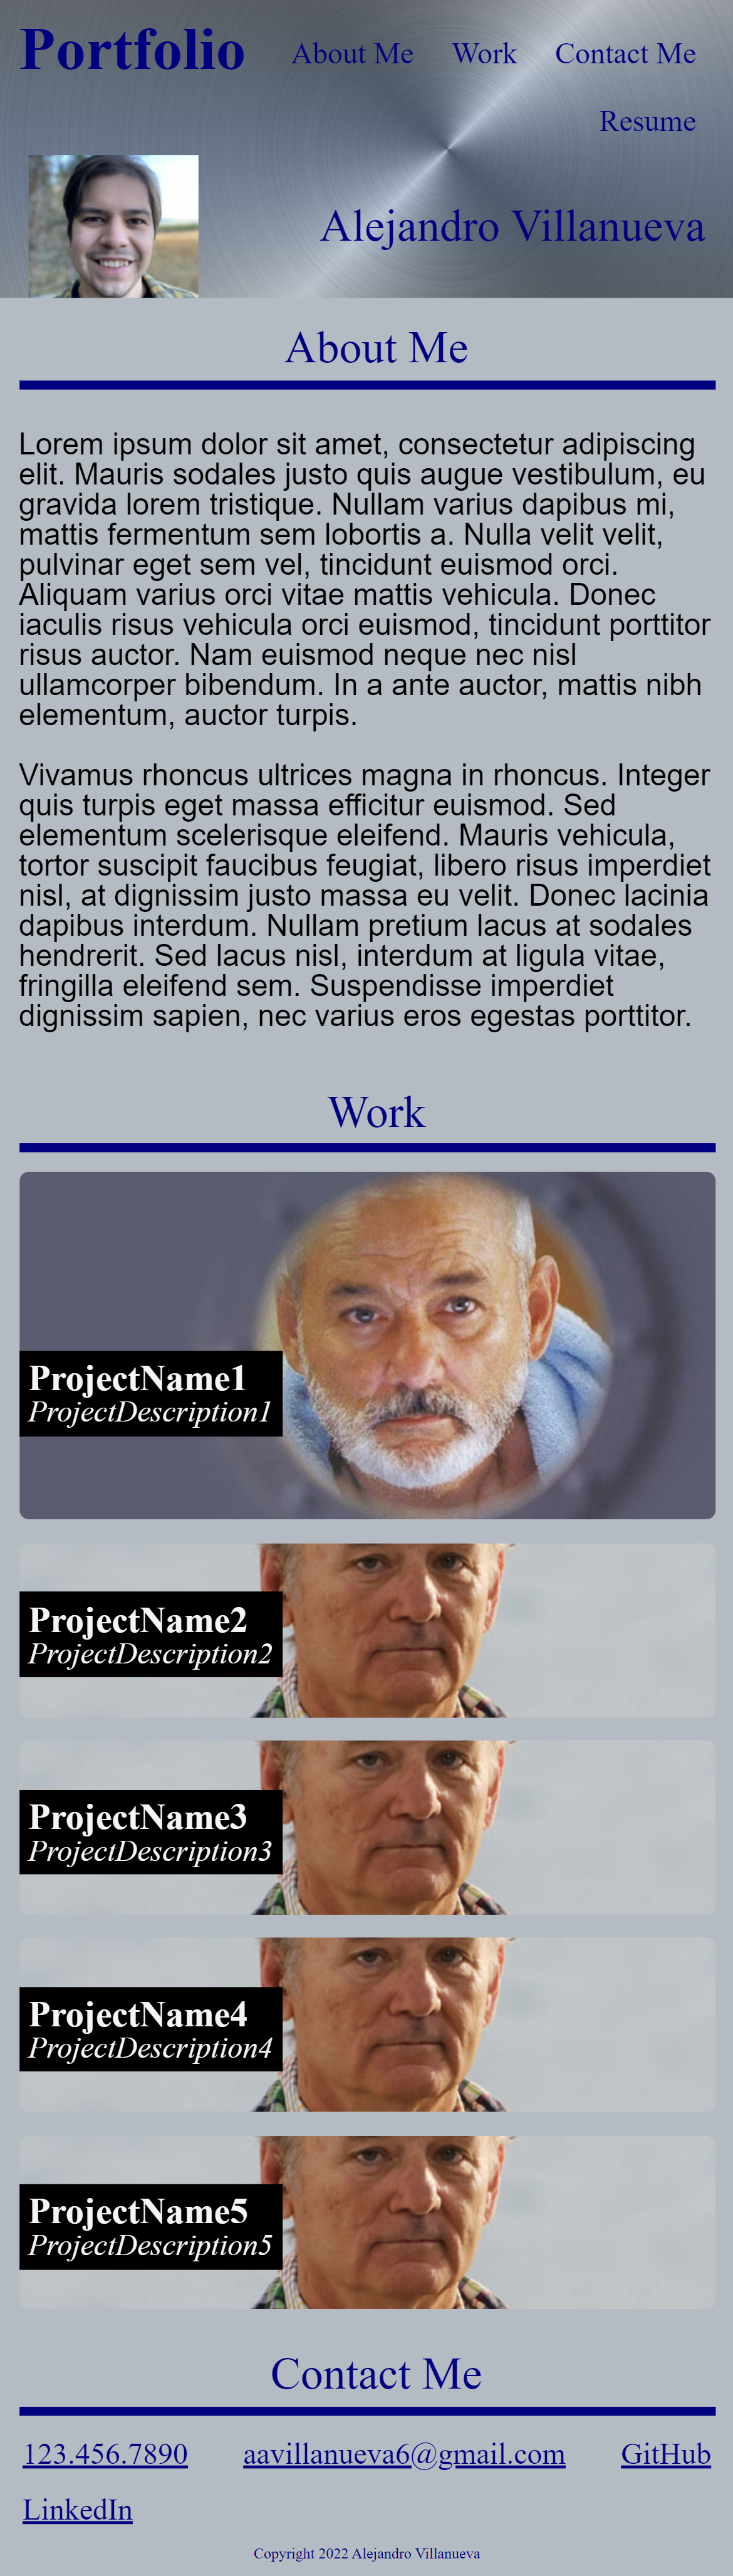 Portfolio About Me Work Contact Me
Resume
Alejandro Villanueva
About Me
Lorem ipsum dolor sit amet, consectetur adipiscing
elit. Mauris sodales justo quis augue vestibulum, eu
gravida lorem tristique. Nullam varius dapibus mi,
mattis fermentum sem lobortis a. Nulla velit velit,
pulvinar eget sem vel, tincidunt euismod orci.
Aliquam varius orci vitae mattis vehicula. Donec
iaculis risus vehicula orci euismod, tincidunt porttitor
risus auctor. Nam euismod neque nec nisl
ullamcorper bibendum. In a ante auctor, mattis nibh
elementum, auctor turpis.
Vivamus rhoncus ultrices magna in rhoncus. Integer
quis turpis eget massa efficitur euismod. Sed
elementum scelerisque eleifend. Mauris vehicula,
tortor suscipit faucibus feugiat, libero risus imperdiet
nisl, at dignissim justo massa eu velit. Donec lacinia
dapibus interdum. Nullam pretium lacus at sodales
hendrerit. Sed lacus nisl, interdum at ligula vitae,
fringilla eleifend sem. Suspendisse imperdiet
dignissim sapien, nec varius eros egestas porttitor.
Work
ProjectName1
ProjectDescription1
ProjectName2
ProjectDescription2
ProjectName3
ProjectDescription3
ProjectName4
ProjectDescription4
ProjectName5
ProjectDescription5
Contact Me
123.456.7890 aavillanueva6@gmail.com GitHub
LinkedIn
Copyright 2022 Alejandro Villanueva